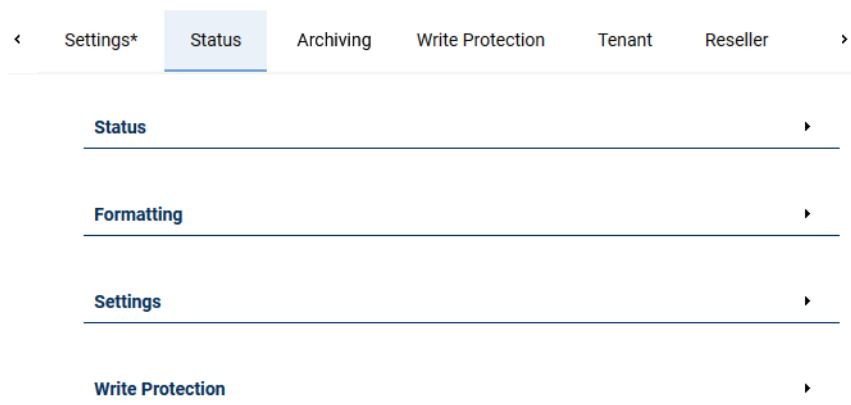 Settings* Status Archiving Write Protection Tenant Reseller
Status
Formatting
Settings
Write Protection